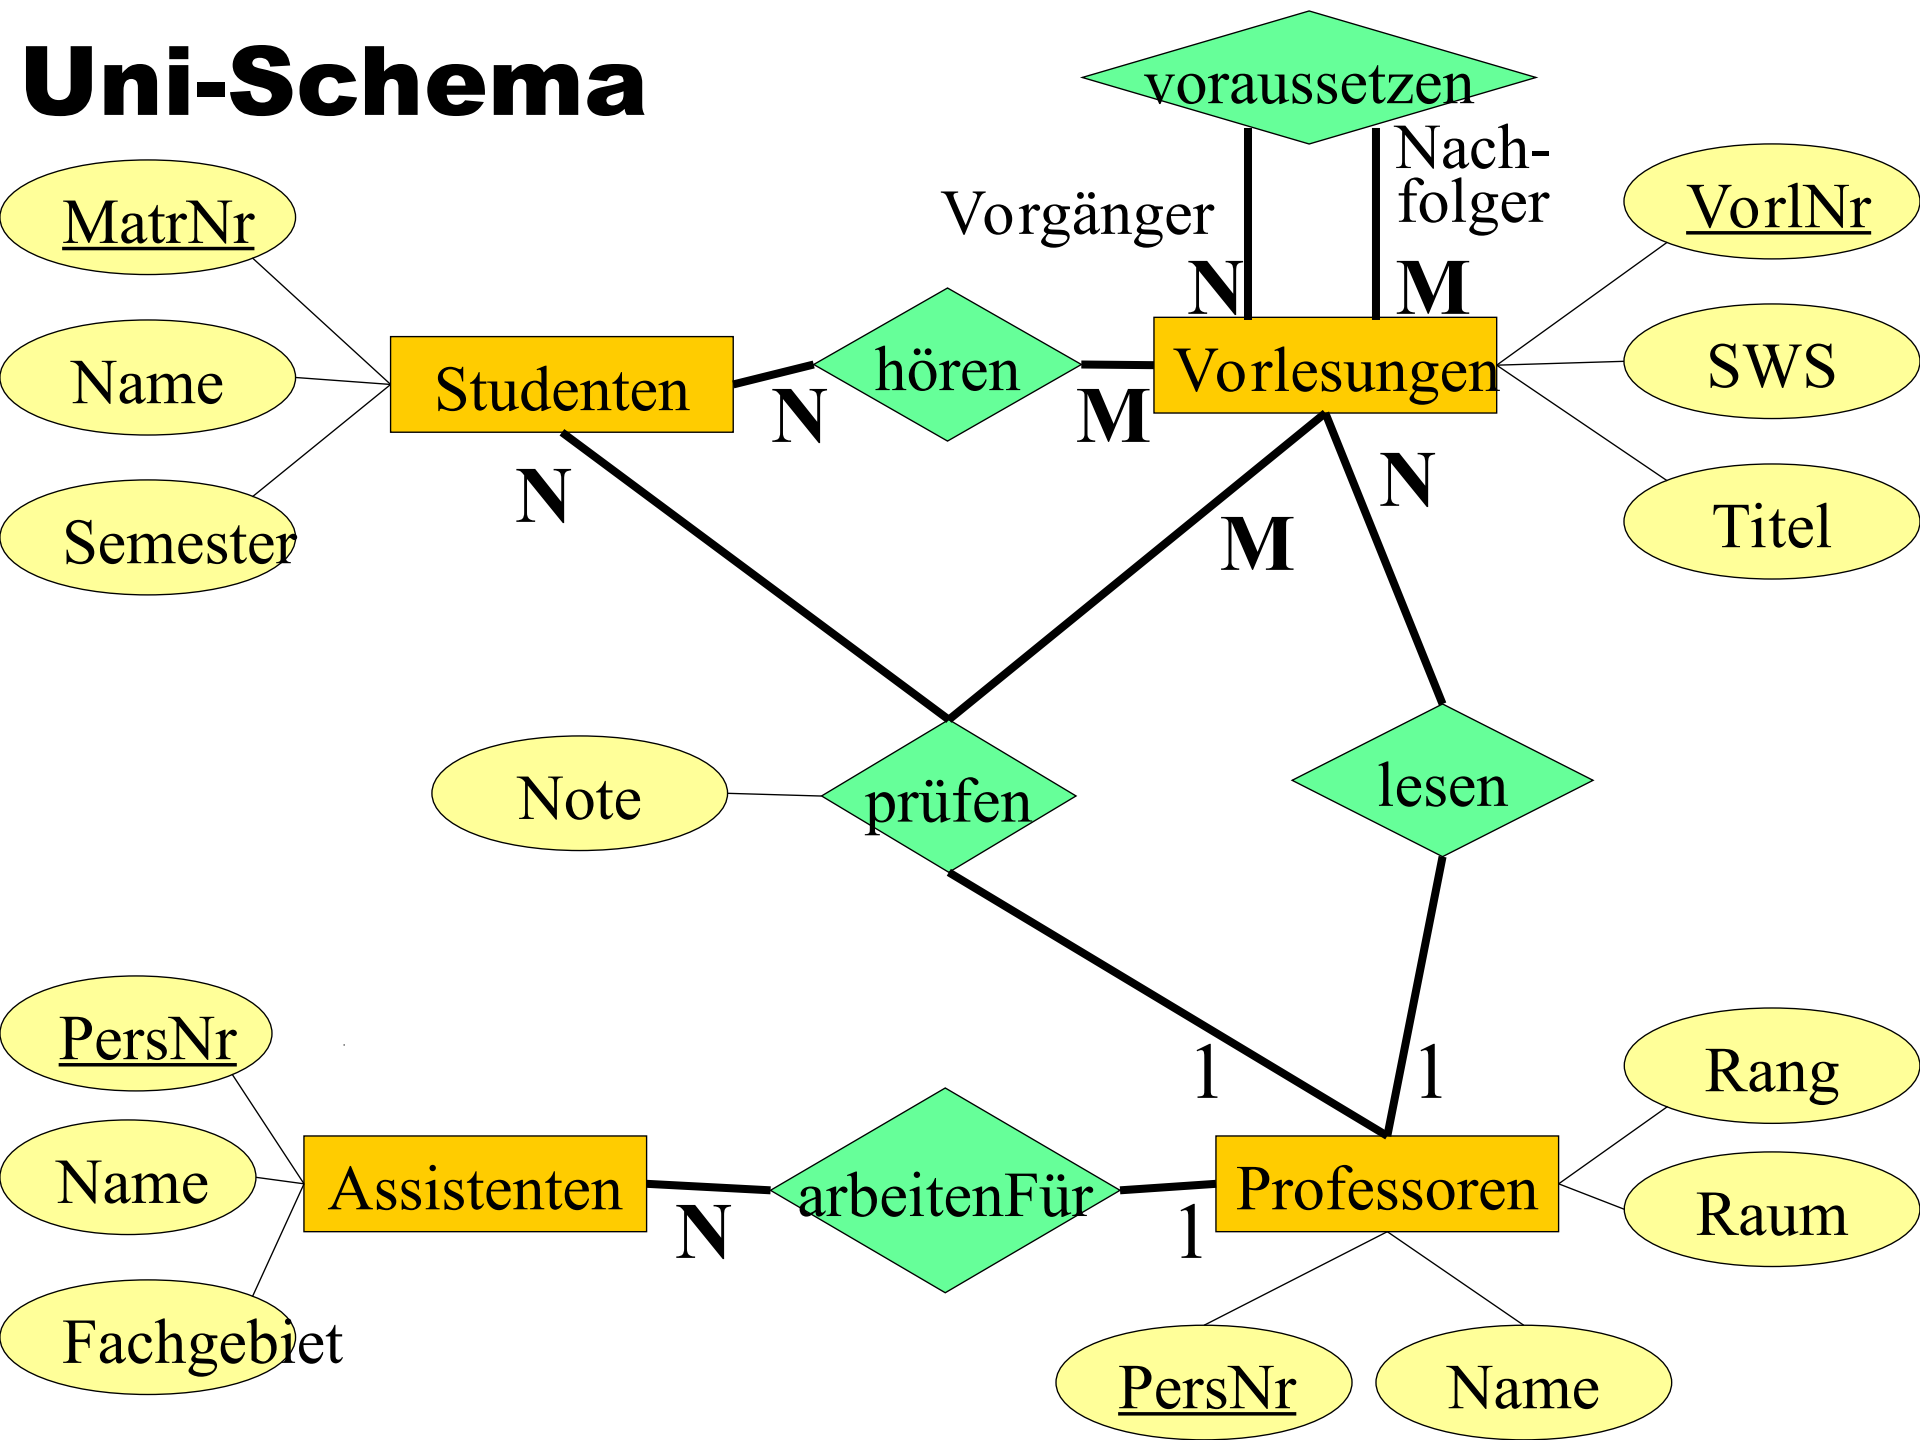 Uni-Schema
voraussetzen
Nach-
folger
Vorgänger
MatrNr
VorlNr
N
M
Name
Studenten
hören
Vorlesungen
SWS
N
M
Semester
N
N
M
Titel
Note
prüfen
lesen
PersNr
1
1
Rang
Name
Assistenten
arbeitenFür
Professoren
Raum
N
1
Fachgebiet
PersNr
Name